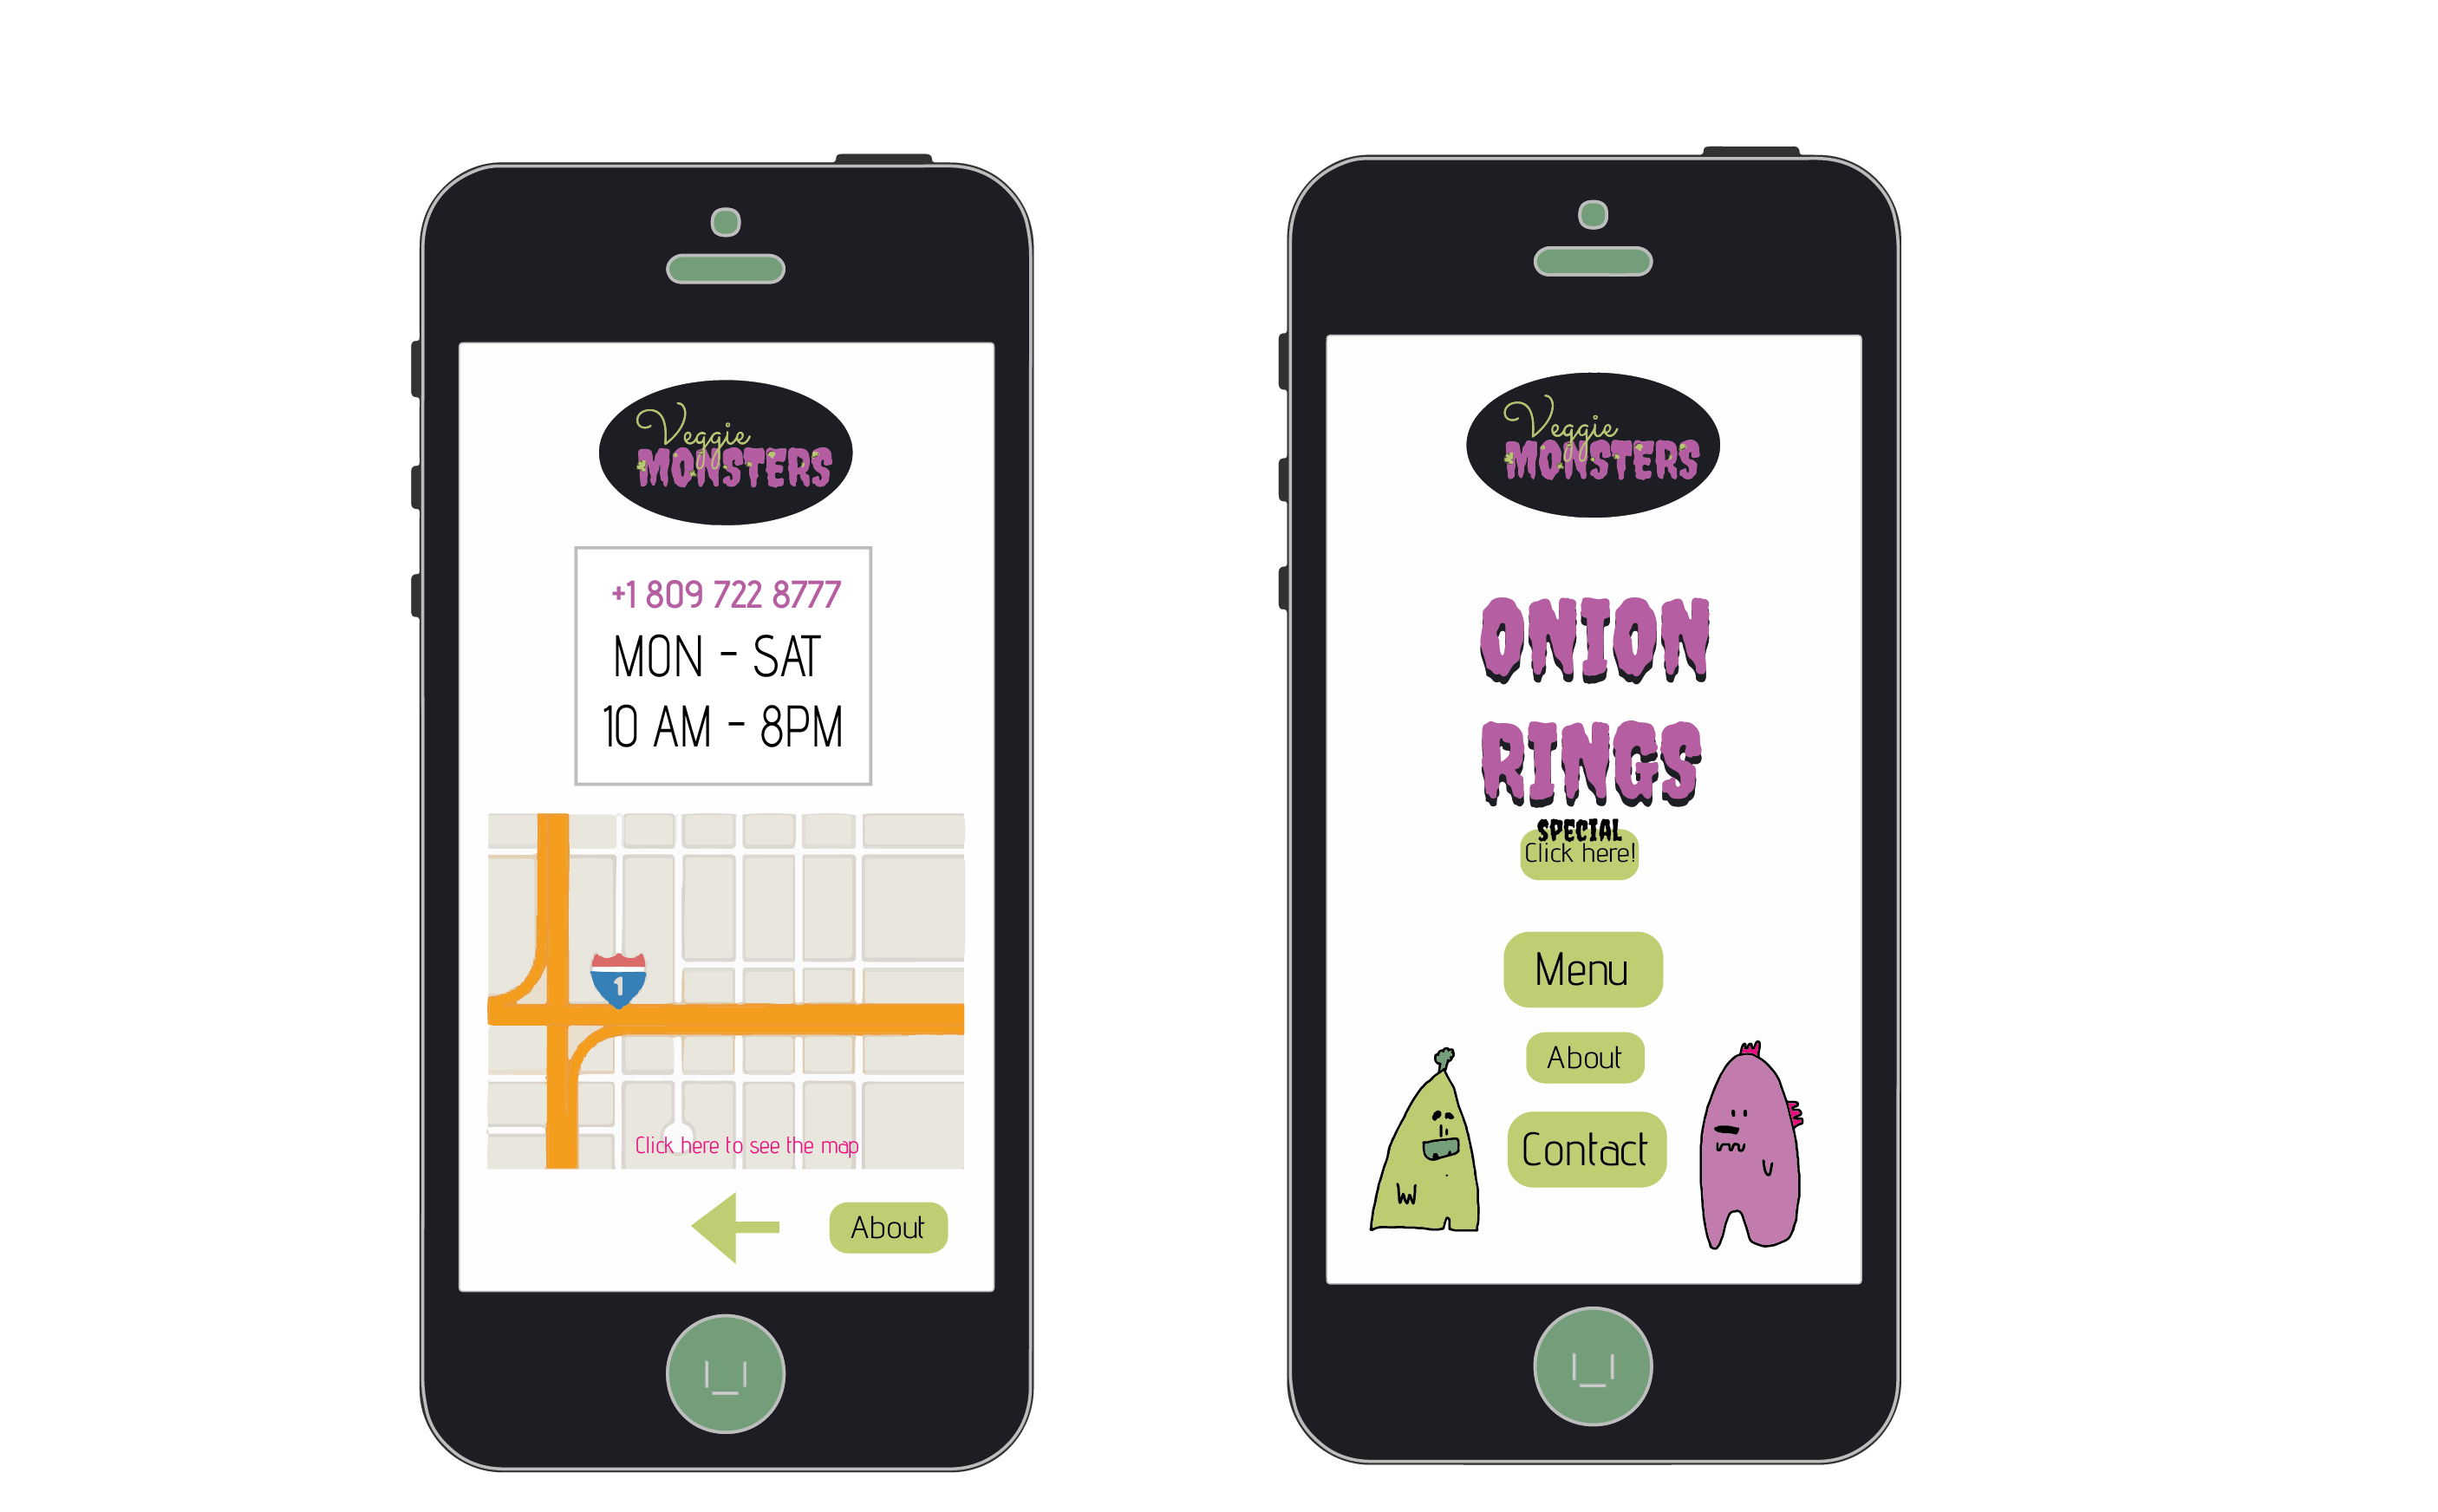 Veggie
MONSTERS
+1 809 722 8777
MON - SAT
10 AM - 8PM
1
Click here to see the map
About
Veggie
MONSTERS
ONION
RINGS
SPECIAL
Click here!
Menu
About
Contact